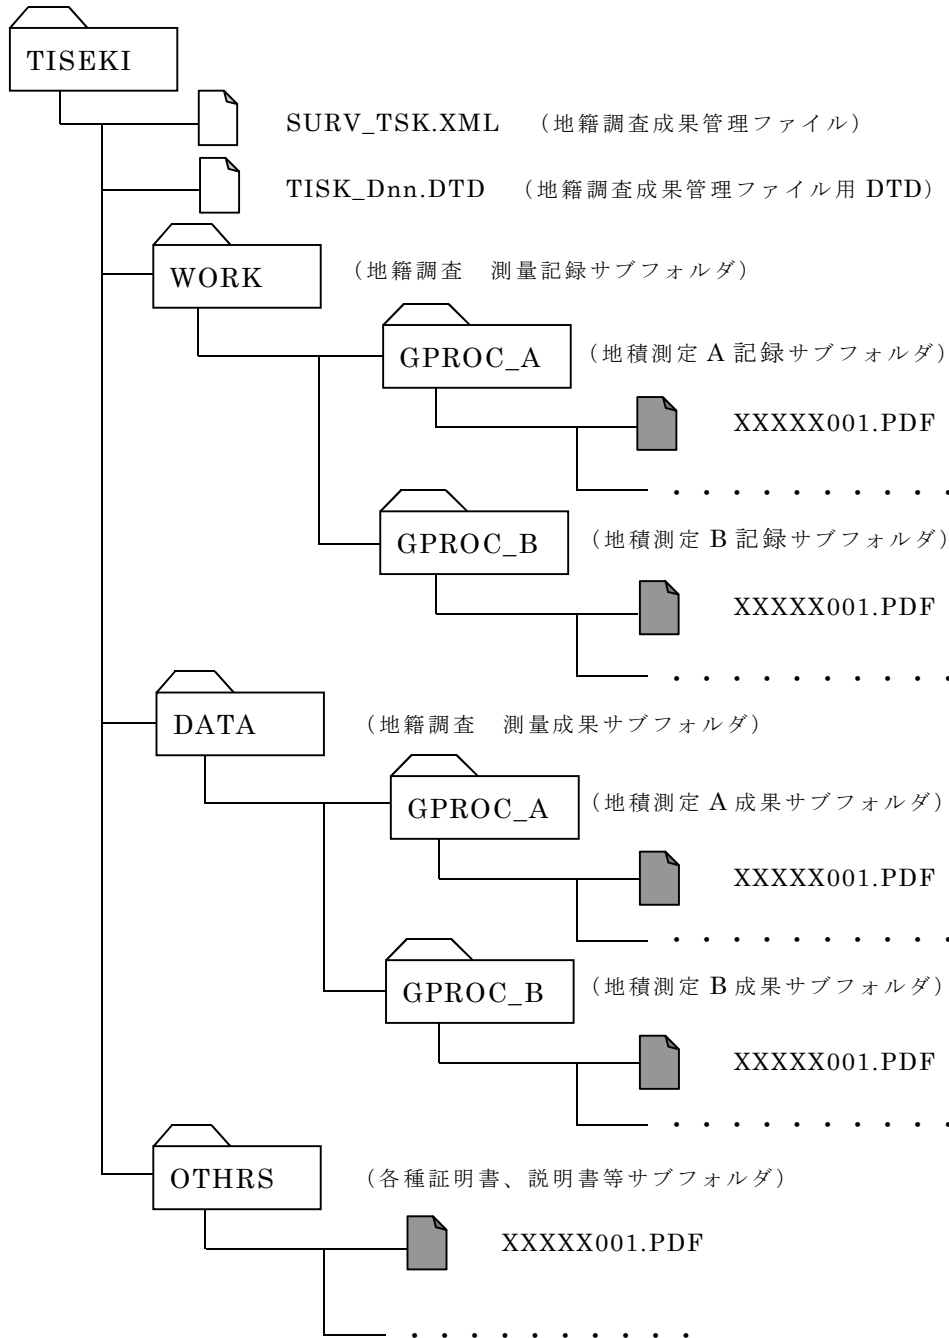 TISEKI
SURV_TSK.XML （地籍調査成果管理ファイル）
TISK_Dnn.DTD （地籍調査成果管理ファイル用 DTD）
WORK （地籍調査　測量記録サブフォルダ）
GPROC_A （地積測定 A 記録サブフォルダ）
XXXXX001.PDF
・・・・・・・・・・
GPROC_B （地積測定 B 記録サブフォルダ）
XXXXX001.PDF
・・・・・・・・・・
DATA （地籍調査　測量成果サブフォルダ）
GPROC_A （地積測定 A 成果サブフォルダ）
XXXXX001.PDF
・・・・・・・・・・
GPROC_B （地積測定 B 成果サブフォルダ）
XXXXX001.PDF
・・・・・・・・・・
OTHRS （各種証明書、説明書等サブフォルダ）
XXXXX001.PDF
・・・・・・・・・・